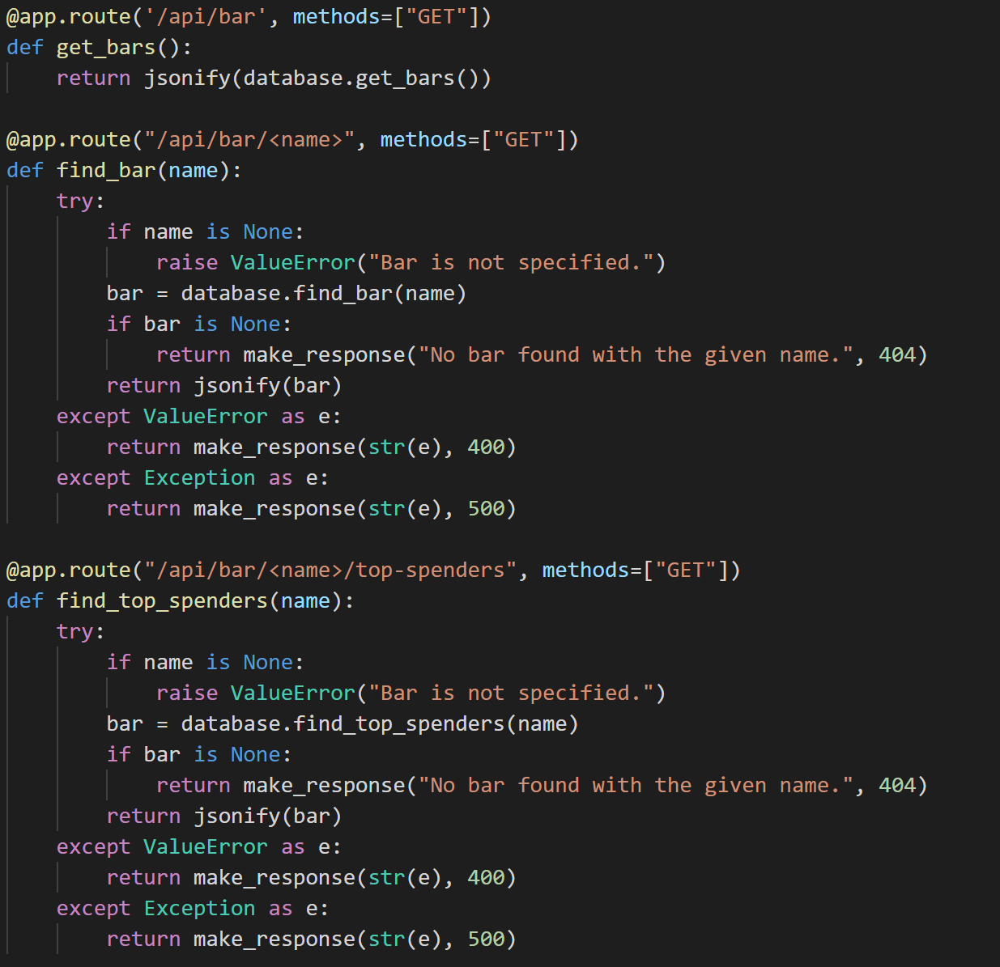 @app.route('/api/bar', methods=["GET"])
def get_bars():
    return jsonify(database.get_bars())

@app.route("/api/bar/<name>", methods=["GET"])
def find_bar(name):
    try:
        if name is None:
            raise ValueError("Bar is not specified.")
        bar = database.find_bar(name)
        if bar is None:
            return make_response("No bar found with the given name.", 404)
        return jsonify(bar)
    except ValueError as e:
        return make_response(str(e), 400)
    except Exception as e:
        return make_response(str(e), 500)

@app.route("/api/bar/<name>/top-spenders", methods=["GET"])
def find_top_spenders(name):
    try:
        if name is None:
            raise ValueError("Bar is not specified.")
        bar = database.find_top_spenders(name)
        if bar is None:
            return make_response("No bar found with the given name.", 404)
        return jsonify(bar)
    except ValueError as e:
        return make_response(str(e), 400)
    except Exception as e:
        return make_response(str(e), 500)